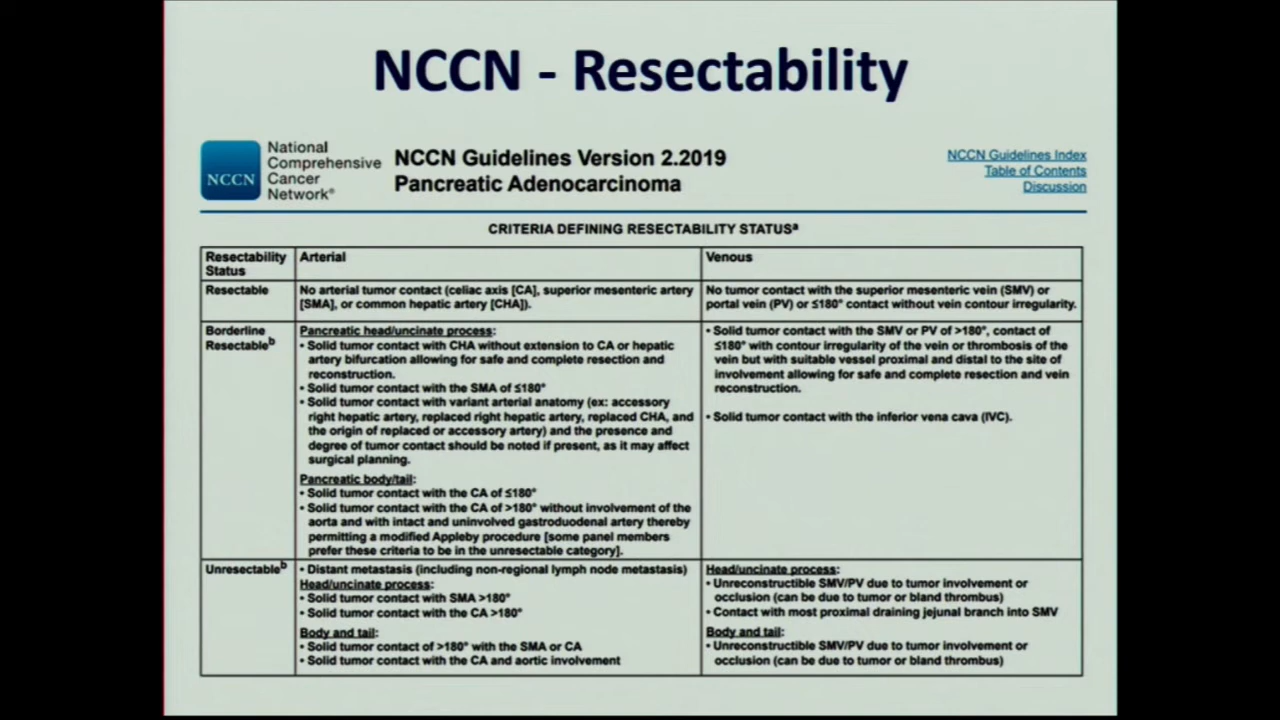 NCCN - Resectability
NCCN
National
Comprehensive
Cancer
Network®
NCCN Guidelines Version 2.2019
Pancreatic Adenocarcinoma
NCCN Guidelines Index
Table of Contents
Discussion
CRITERIA DEFINING RESECTABILITY STATUSᵃ
Resectability
Status
Arterial
Venous
Resectable
No arterial tumor contact (celiac axis [CA], superior mesenteric artery
[SMA], or common hepatic artery [CHA]).
No tumor contact with the superior mesenteric vein (SMV) or
portal vein (PV) or ≤180° contact without vein contour irregularity.
Borderline
Resectableᵇ
Pancreatic head/uncinate process:
• Solid tumor contact with CHA without extension to CA or hepatic
artery bifurcation allowing for safe and complete resection and
reconstruction.
• Solid tumor contact with the SMA of ≤180°
• Solid tumor contact with variant arterial anatomy (ex: accessory
right hepatic artery, replaced right hepatic artery, replaced CHA, and
the origin of replaced or accessory artery) and the presence and
degree of tumor contact should be noted if present, as it may affect
surgical planning.
Pancreatic body/tail:
• Solid tumor contact with the CA of ≤180°
• Solid tumor contact with the CA of >180° without involvement of the
aorta and with intact and uninvolved gastroduodenal artery thereby
permitting a modified Appleby procedure [some panel members
prefer these criteria to be in the unresectable category].
• Solid tumor contact with the SMV or PV of >180°, contact of
≤180° with contour irregularity of the vein or thrombosis of the
vein but with suitable vessel proximal and distal to the site of
involvement allowing for safe and complete resection and vein
reconstruction.
• Solid tumor contact with the inferior vena cava (IVC).
Unresectableᵇ
• Distant metastasis (including non-regional lymph node metastasis)
Head/uncinate process:
• Solid tumor contact with SMA >180°
• Solid tumor contact with the CA >180°
Body and tail:
• Solid tumor contact of >180° with the SMA or CA
• Solid tumor contact with the CA and aortic involvement
Head/uncinate process:
• Unreconstructible SMV/PV due to tumor involvement or
occlusion (can be due to tumor or bland thrombus)
• Contact with most proximal draining jejunal branch into SMV
Body and tail:
• Unreconstructible SMV/PV due to tumor involvement or
occlusion (can be due to tumor or bland thrombus)